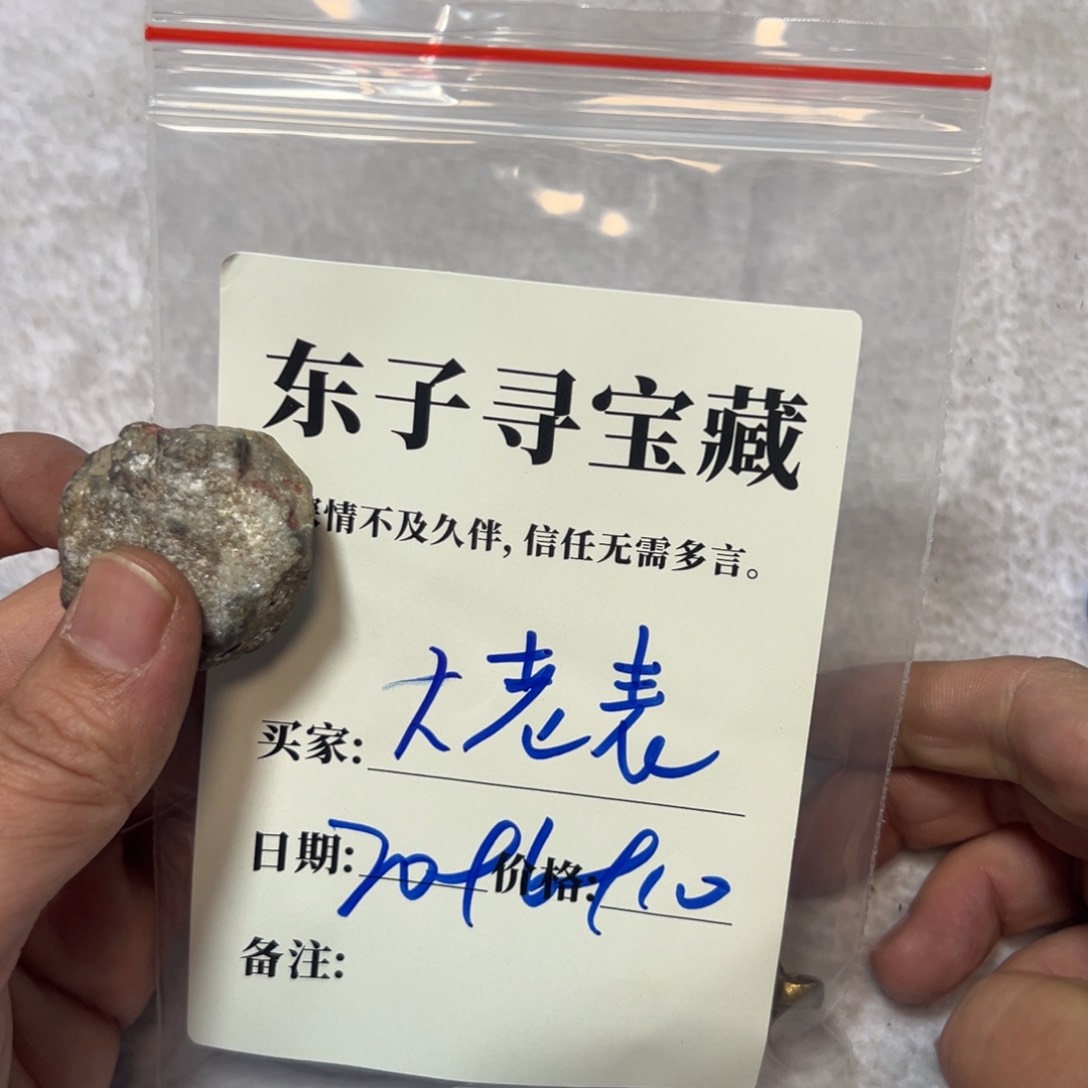 东子寻宝藏
情不及久伴,信任无需多言。
买家:大老表
日期: 价格:
备注: